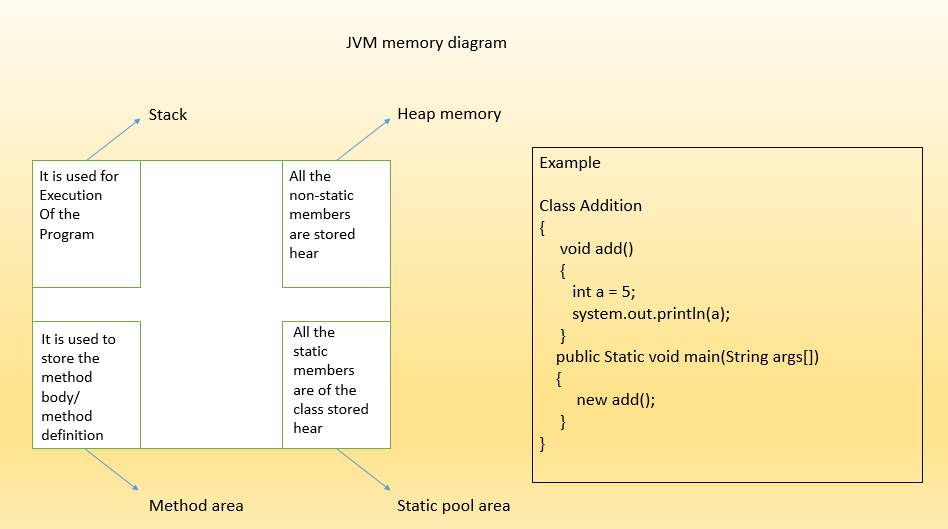 JVM memory diagram
Stack
Heap memory
It is used for
Execution
Of the
Program
All the
non-static
members
are stored
hear
It is used to
store the
method
body/
method
definition
All the
static
members
are of the
class stored
hear
Method area
Static pool area
Example
Class Addition
{
void add()
{
int a = 5;
system.out.println(a);
}
public Static void main(String args[])
{
new add();
}
}